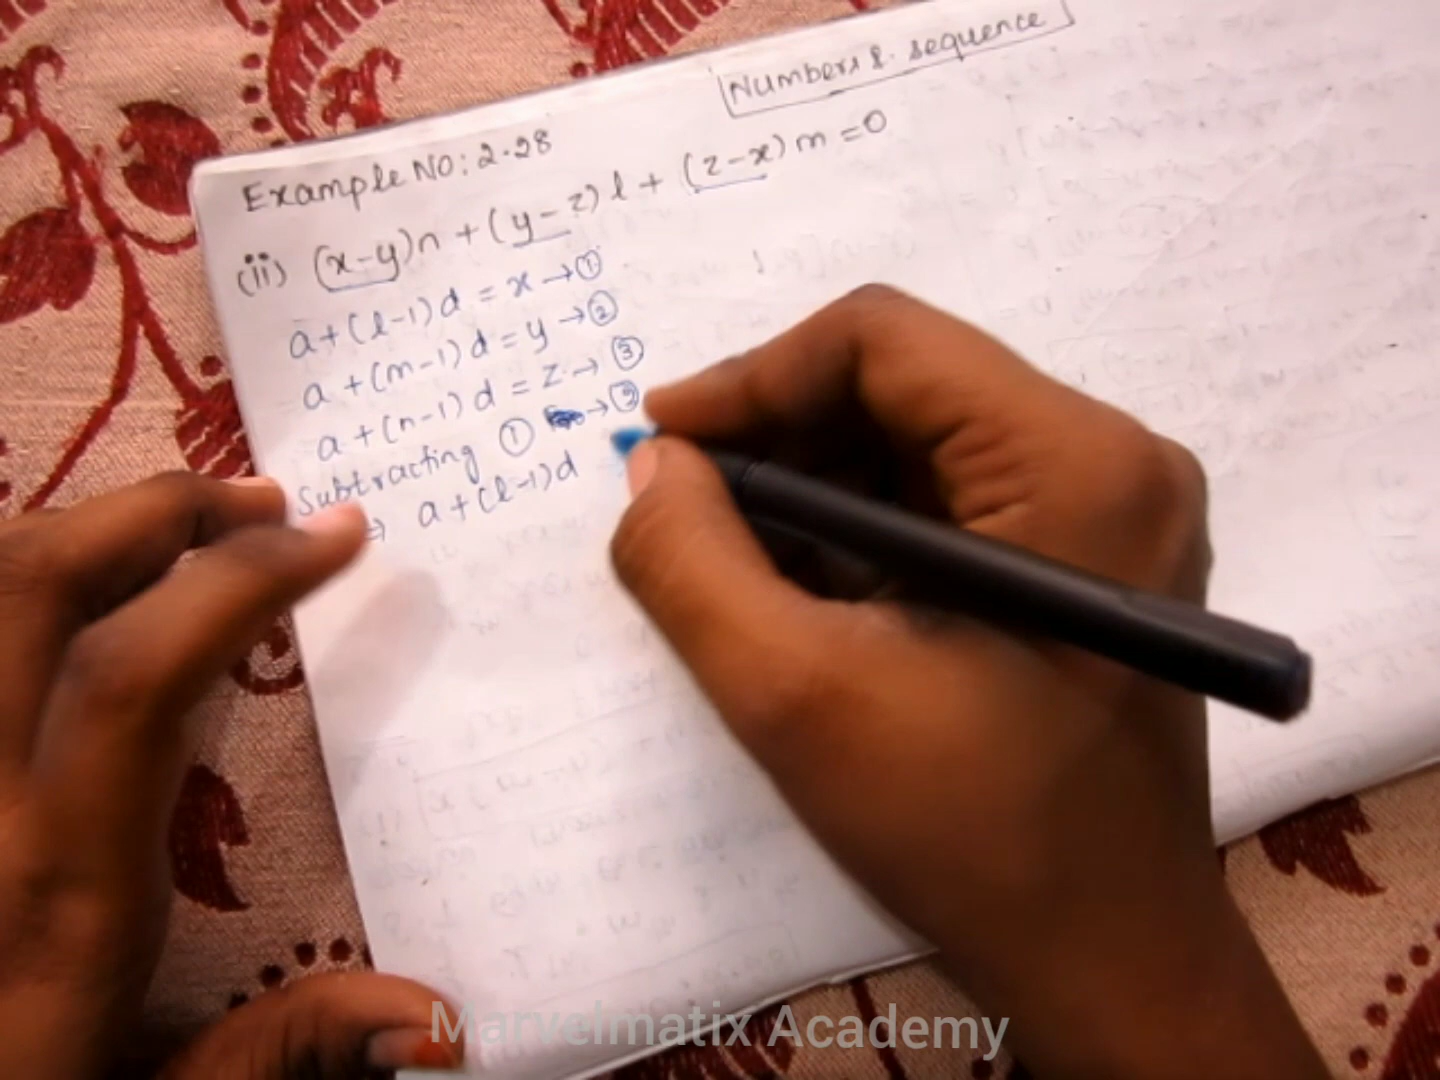 Numbers & sequence
Example NO: 2.28
(ii) (x-y)n + (y-z)l + (z-x)m = 0
a+(l-1)d = x → ①
a+(m-1)d = y → ②
a+(n-1)d = z → ③
Subtracting ① → ②
⇒ a+(l-1)d
Marvelmatix Academy